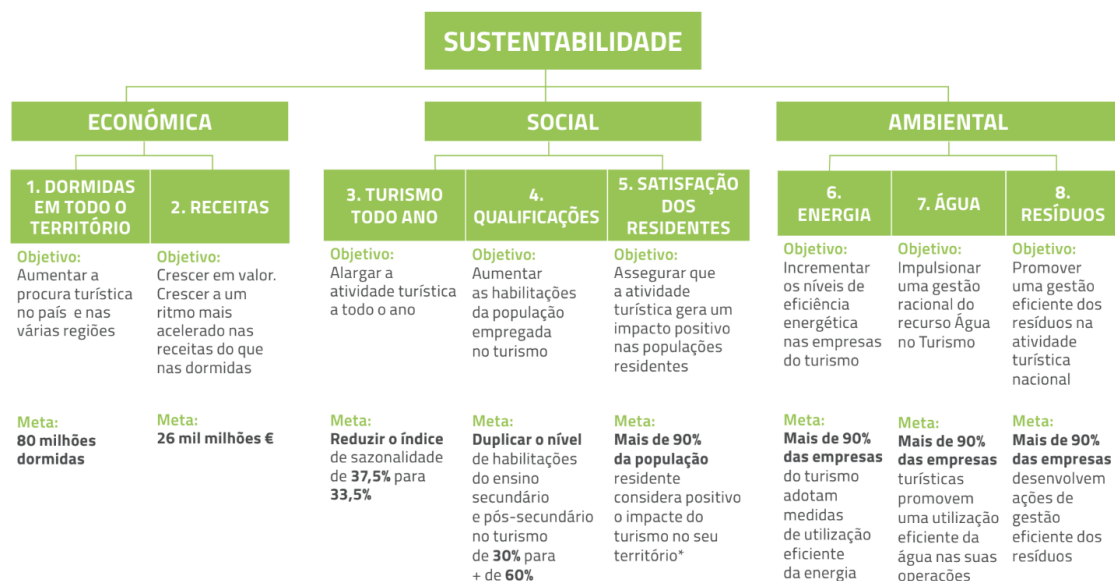 SUSTENTABILIDADE
ECONÓMICA
SOCIAL
AMBIENTAL
1. DORMIDAS
EM TODO O
TERRITÓRIO
2. RECEITAS
3. TURISMO
TODO ANO
4.
QUALIFICAÇÕES
5. SATISFAÇÃO
DOS
RESIDENTES
6.
ENERGIA
7. ÁGUA
8.
RESÍDUOS
Objetivo:
Aumentar a
procura turística
no país e nas
várias regiões
Objetivo:
Crescer em valor.
Crescer a um
ritmo mais
acelerado nas
receitas do que
nas dormidas
Objetivo:
Alargar a
atividade turística
a todo o ano
Objetivo:
Aumentar
as habilitações
da população
empregada
no turismo
Objetivo:
Assegurar que
a atividade
turística gera um
impacto positivo
nas populações
residentes
Objetivo:
Incrementar
os níveis de
eficiência
energética
nas empresas
do turismo
Objetivo:
Impulsionar
uma gestão
racional do
recurso Água
no Turismo
Objetivo:
Promover
uma gestão
eficiente dos
resíduos na
atividade
turística
nacional
Meta:
80 milhões
dormidas
Meta:
26 mil milhões €
Meta:
Reduzir o índice
de sazonalidade
de 37,5% para
33,5%
Meta:
Duplicar o nível
de habilitações
do ensino
secundário
e pós-secundário
no turismo
de 30% para
+ de 60%
Meta:
Mais de 90%
da população
residente
considera positivo
o impacte do
turismo no seu
território*
Meta:
Mais de 90%
das empresas
do turismo
adotam
medidas
de utilização
eficiente
da energia
Meta:
Mais de 90%
das empresas
turísticas
promovem
uma utilização
eficiente da
água nas suas
operações
Meta:
Mais de 90%
das empresas
desenvolvem
ações de
gestão
eficiente dos
resíduos